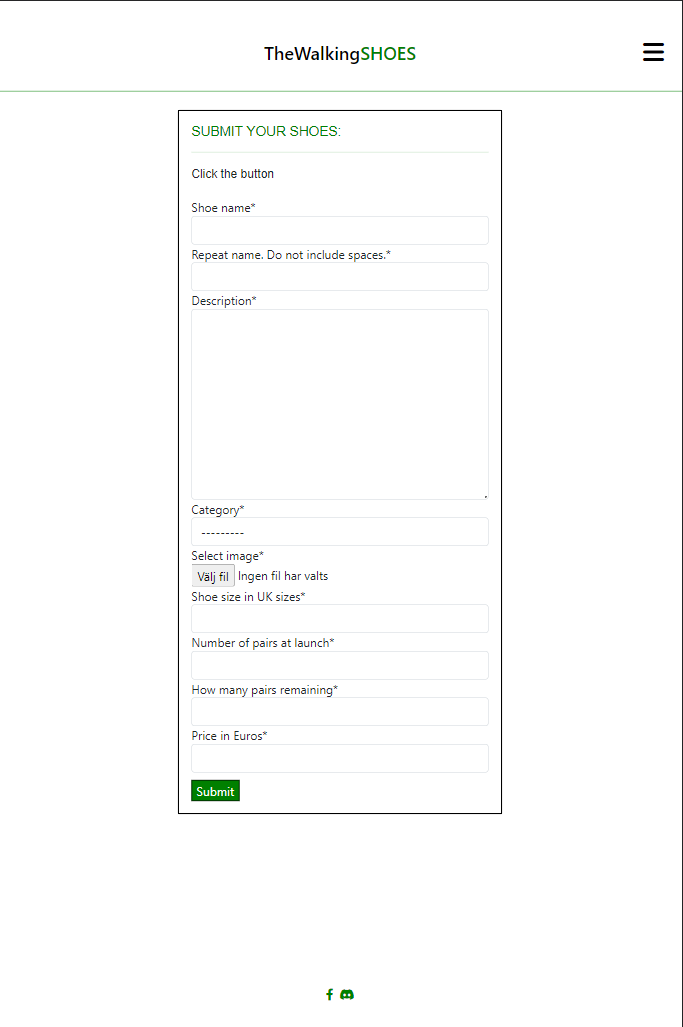 TheWalkingSHOES
SUBMIT YOUR SHOES:
Click the button
Shoe name*
Repeat name. Do not include spaces.*
Description*
Category*
---------
Select image*
Välj fil Ingen fil har valts
Shoe size in UK sizes*
Number of pairs at launch*
How many pairs remaining*
Price in Euros*
Submit